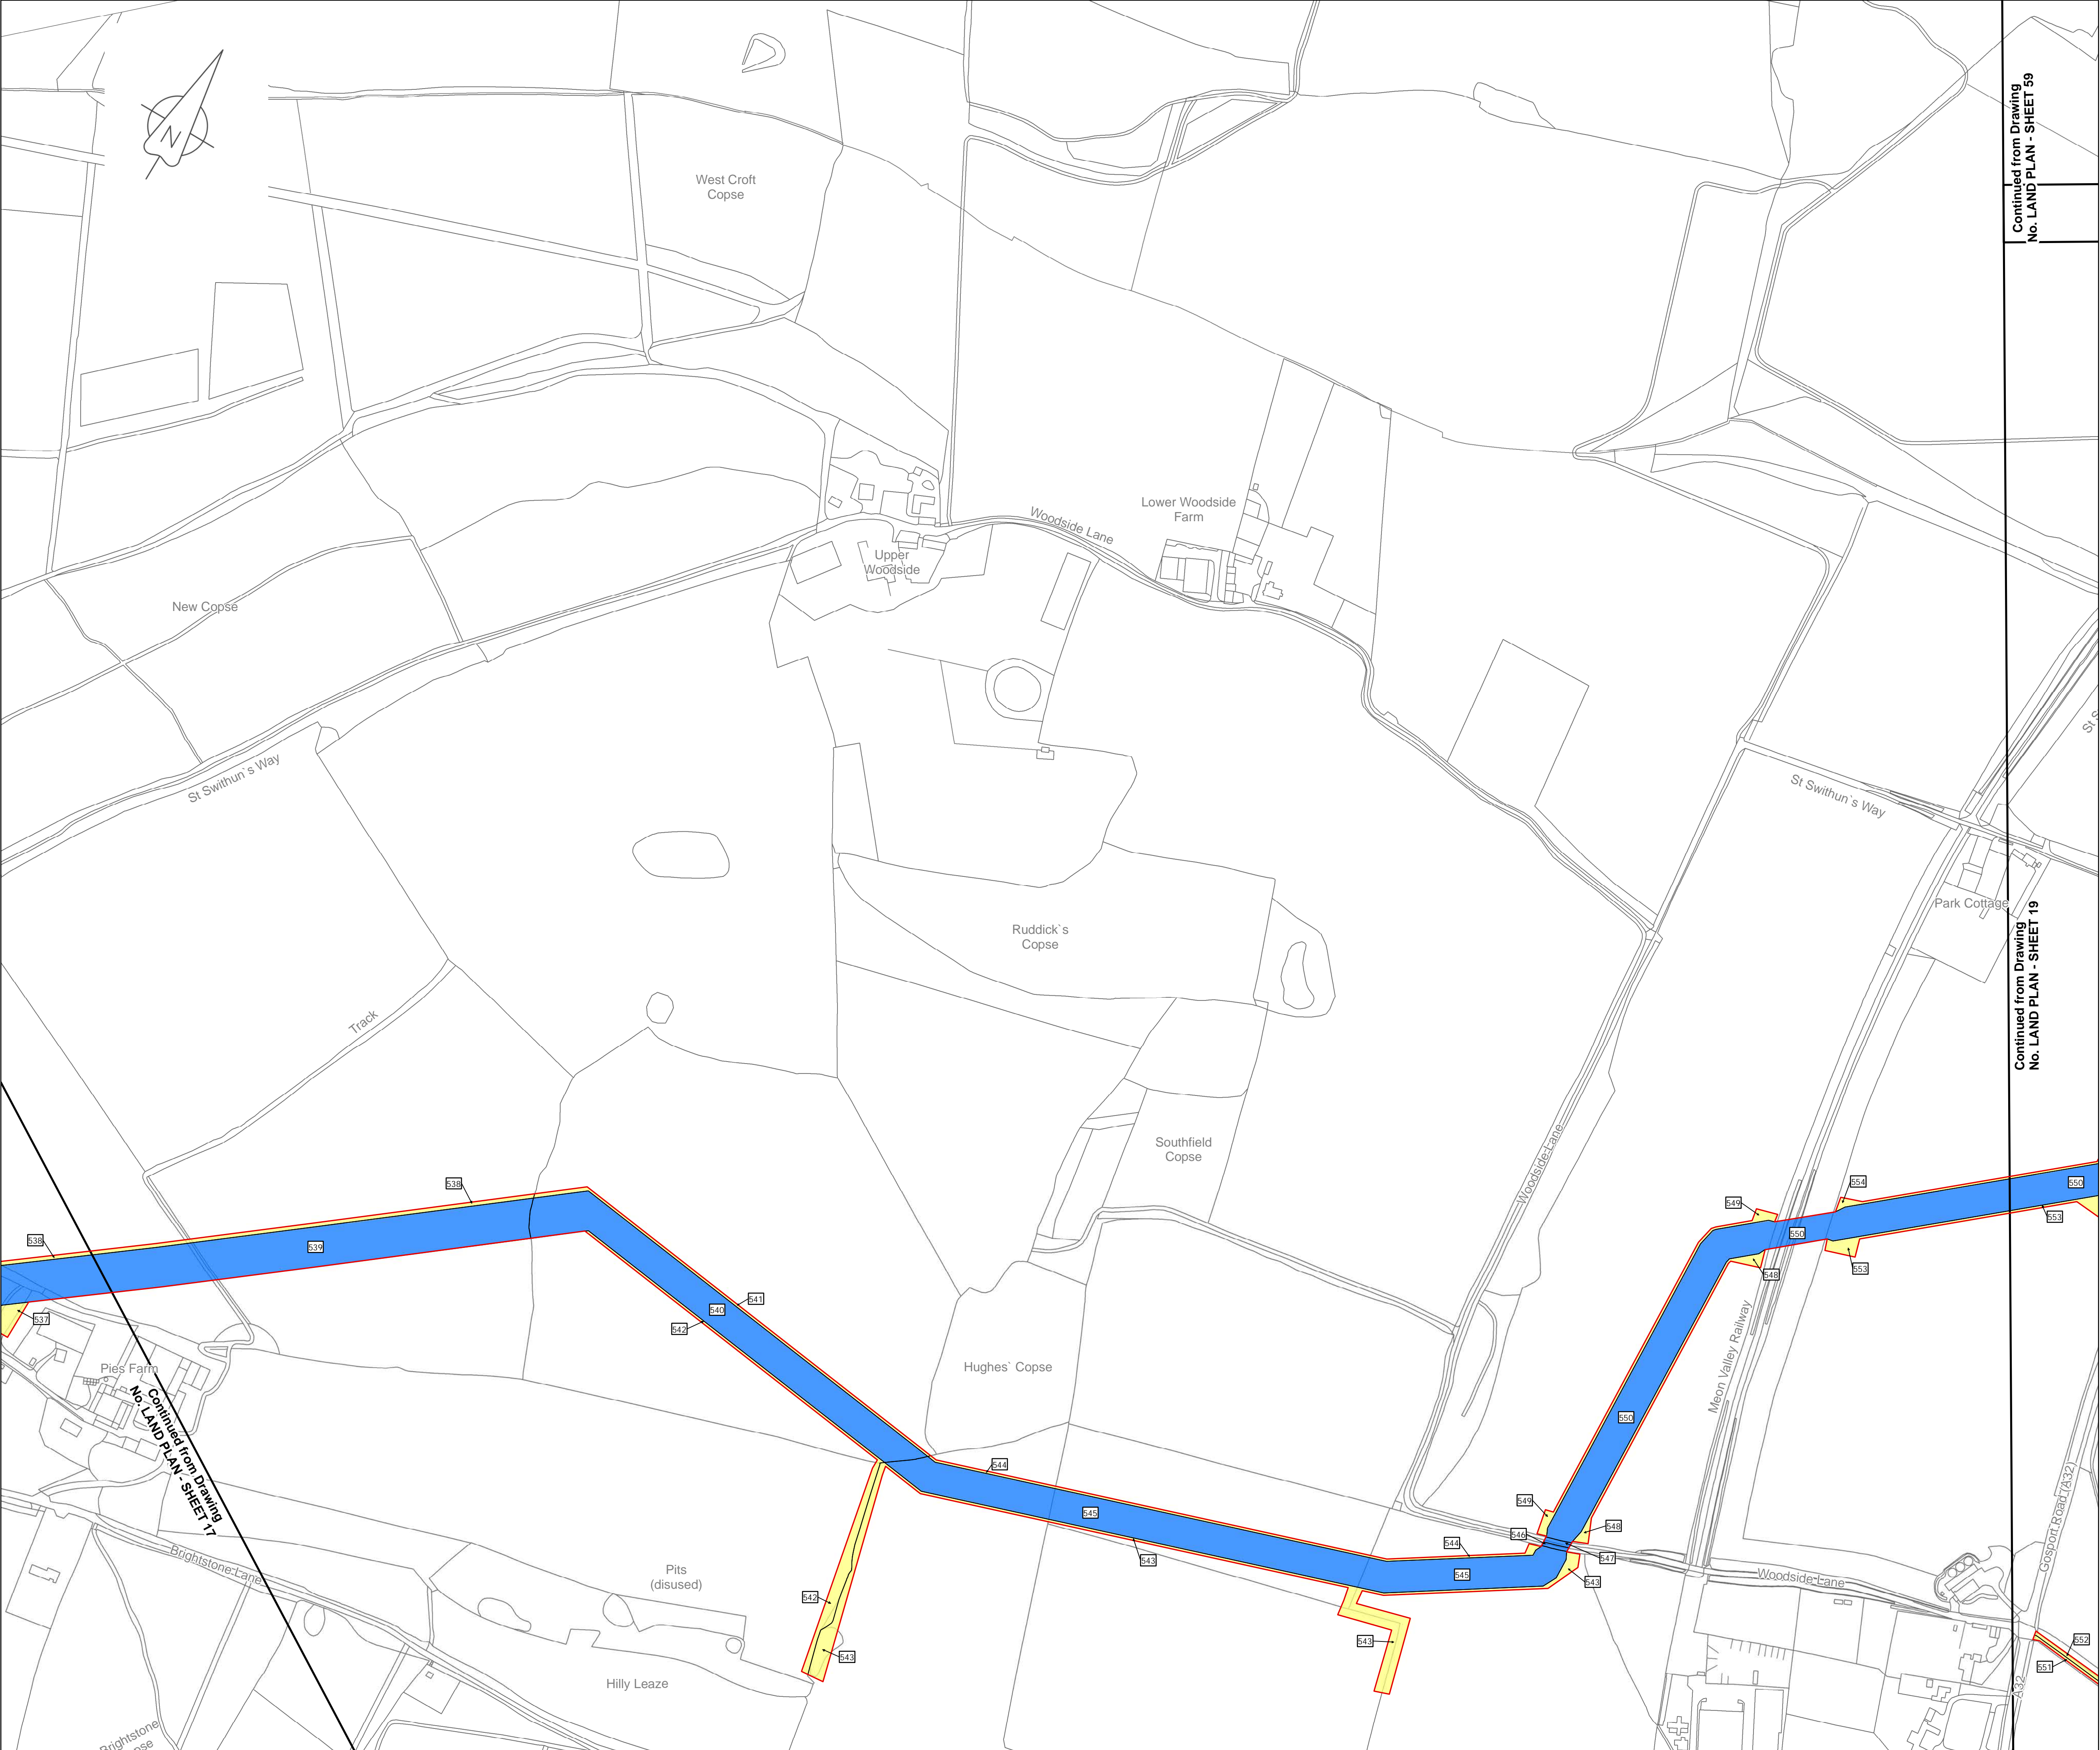 N
West Croft
Copse
Continued from Drawing
No. LAND PLAN - SHEET 59
Woodside Lane
Lower Woodside
Farm
Upper
Woodside
New Copse
St Swithun`s Way
St S
St Swithun`s Way
Park Cottage
Continued from Drawing
No. LAND PLAN - SHEET 19
Ruddick`s
Copse
Track
Southfield
Copse
Woodside Lane
538
538
539
537
541
540
542
549
554
550
550
553
548
553
Meon Valley Railway
Pies Farm
Continued from Drawing
No. LAND PLAN - SHEET 17
Hughes` Copse
550
544
545
543
549
546
548
547
544
545
543
Gosport Road (A32)
Woodside Lane
Brightstone Lane
Pits
(disused)
542
543
543
552
551
A32
Hilly Leaze
Brightstone
pse